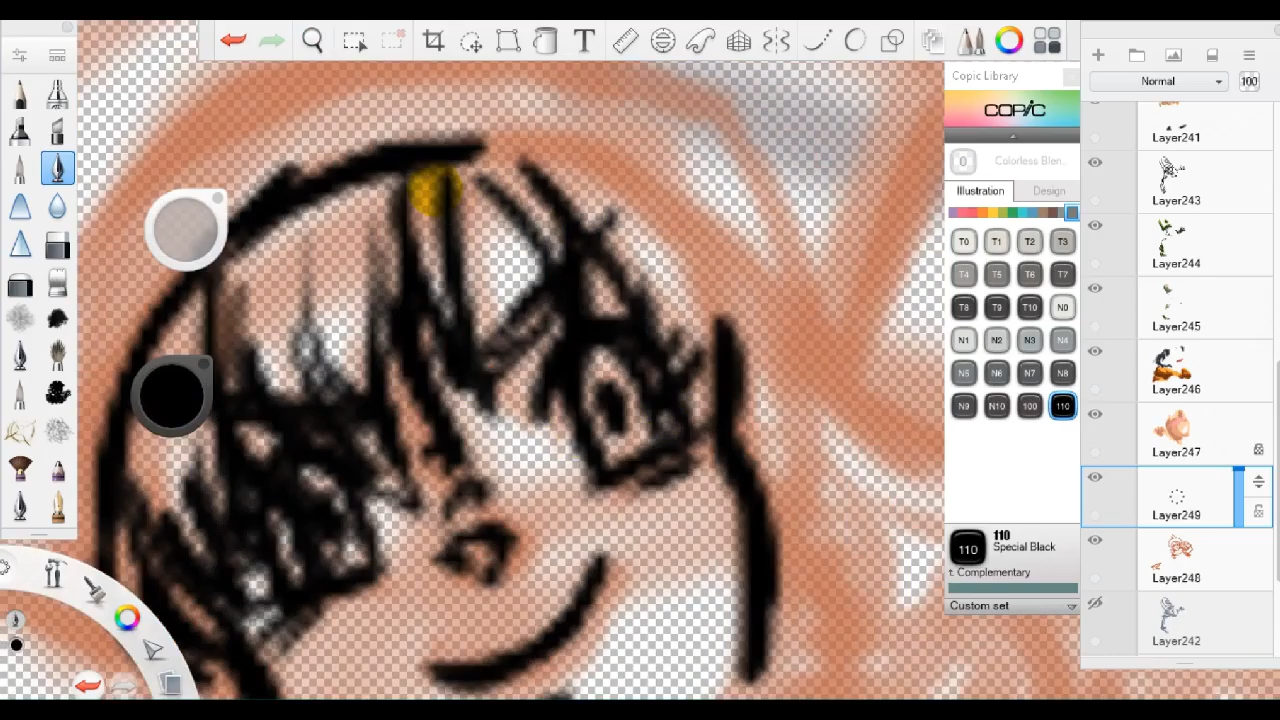 T
Copic Library
COPIC
0 Colorless Blen..
Illustration Design
T0 T1 T2 T3
T4 T5 T6 T7
T8 T9 T10 N0
N1 N2 N3 N4
N5 N6 N7 N8
N9 N10 100 110
110
110
Special Black
t. Complementary
Custom set
Normal 100
Layer241
Layer243
Layer244
Layer245
Layer246
Layer247
Layer249
Layer248
Layer242